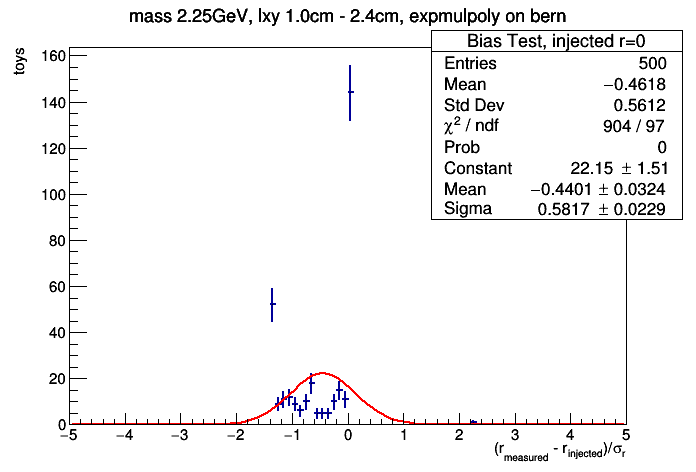 mass 2.25GeV, lxy 1.0cm - 2.4cm, expmulpoly on bern
Bias Test, injected r=0
Entries 500
Mean −0.4618
Std Dev 0.5612
χ² / ndf 904 / 97
Prob 0
Constant 22.15 ± 1.51
Mean −0.4401 ± 0.0324
Sigma 0.5817 ± 0.0229
toys
160
140
120
100
80
60
40
20
0
−5 −4 −3 −2 −1 0 1 2 3 4 5
(r_measured - r_injected)/σ_r